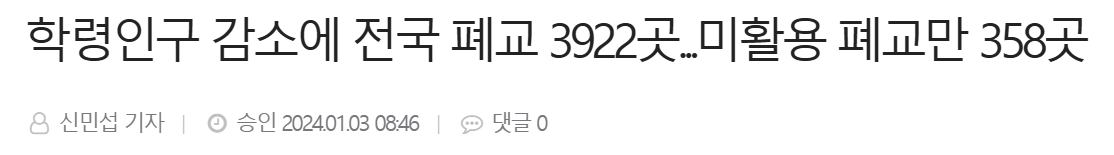 학령인구 감소에 전국 폐교 3922곳...미활용 폐교만 358곳
신민섭 기자 | 승인 2024.01.03 08:46 | 댓글 0